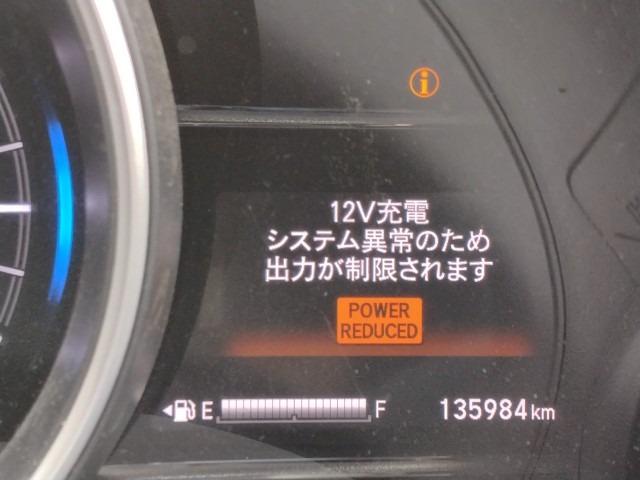 i
12V充電
システム異常のため
出力が制限されます
POWER
REDUCED
E F 135984km